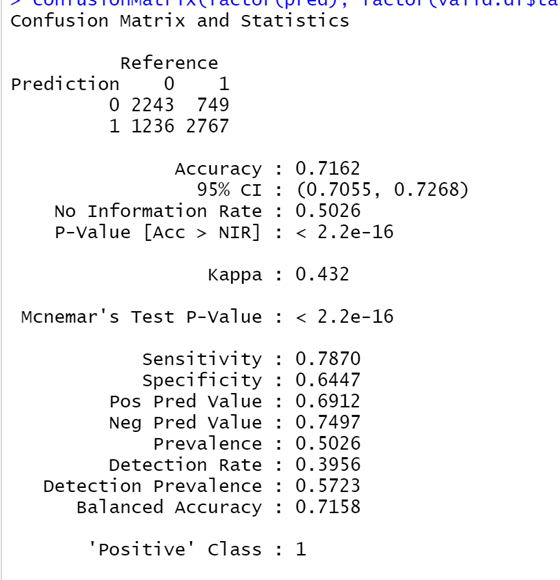 > confusionMatrix(factor(pred), factor(valid.df$ta
Confusion Matrix and Statistics

          Reference
Prediction    0    1
         0 2243  749
         1 1236 2767

               Accuracy : 0.7162
                 95% CI : (0.7055, 0.7268)
    No Information Rate : 0.5026
    P-Value [Acc > NIR] : < 2.2e-16

                  Kappa : 0.432

 Mcnemar's Test P-Value : < 2.2e-16

            Sensitivity : 0.7870
            Specificity : 0.6447
         Pos Pred Value : 0.6912
         Neg Pred Value : 0.7497
             Prevalence : 0.5026
         Detection Rate : 0.3956
   Detection Prevalence : 0.5723
      Balanced Accuracy : 0.7158

       'Positive' Class : 1